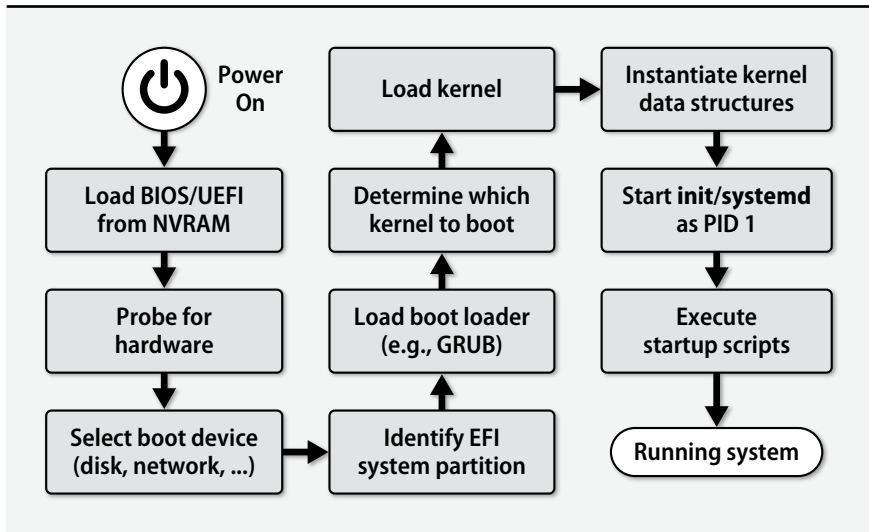 Power
On
Load BIOS/UEFI
from NVRAM
Probe for
hardware
Select boot device
(disk, network, ...)
Identify EFI
system partition
Load boot loader
(e.g., GRUB)
Determine which
kernel to boot
Load kernel
Instantiate kernel
data structures
Start init/systemd
as PID 1
Execute
startup scripts
Running system